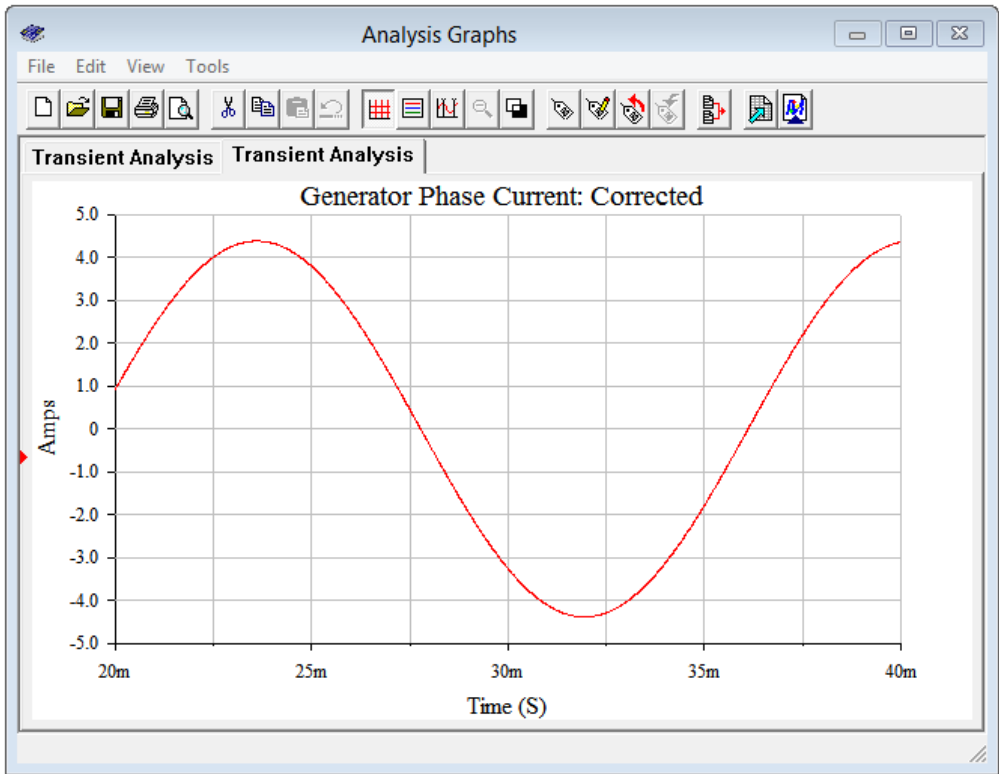 Analysis Graphs
File Edit View Tools
Transient Analysis Transient Analysis
Generator Phase Current: Corrected
5.0
4.0
3.0
2.0
1.0
0
-1.0
-2.0
-3.0
-4.0
-5.0
Amps
20m 25m 30m 35m 40m
Time (S)